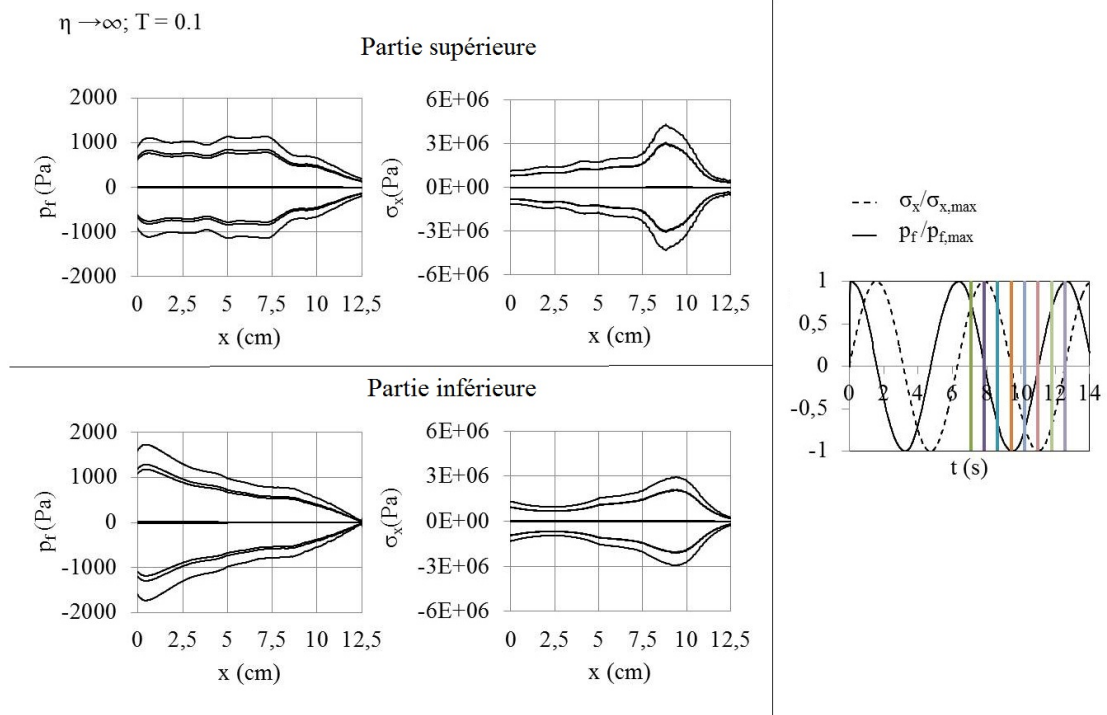 η →∞; T = 0.1
Partie supérieure
2000
1000
0
-1000
-2000
p_f (Pa)
0 2,5 5 7,5 10 12,5
x (cm)
6E+06
3E+06
0E+00
-3E+06
-6E+06
σ_x(Pa)
0 2,5 5 7,5 10 12,5
x (cm)
Partie inférieure
2000
1000
0
-1000
-2000
p_f (Pa)
0 2,5 5 7,5 10 12,5
x (cm)
6E+06
3E+06
0E+00
-3E+06
-6E+06
σ_x(Pa)
0 2,5 5 7,5 10 12,5
x (cm)
σ_x/σ_x,max
p_f /p_f,max
1
0,5
0
-0,5
-1
0 2 4 6 8 10 12 14
t (s)